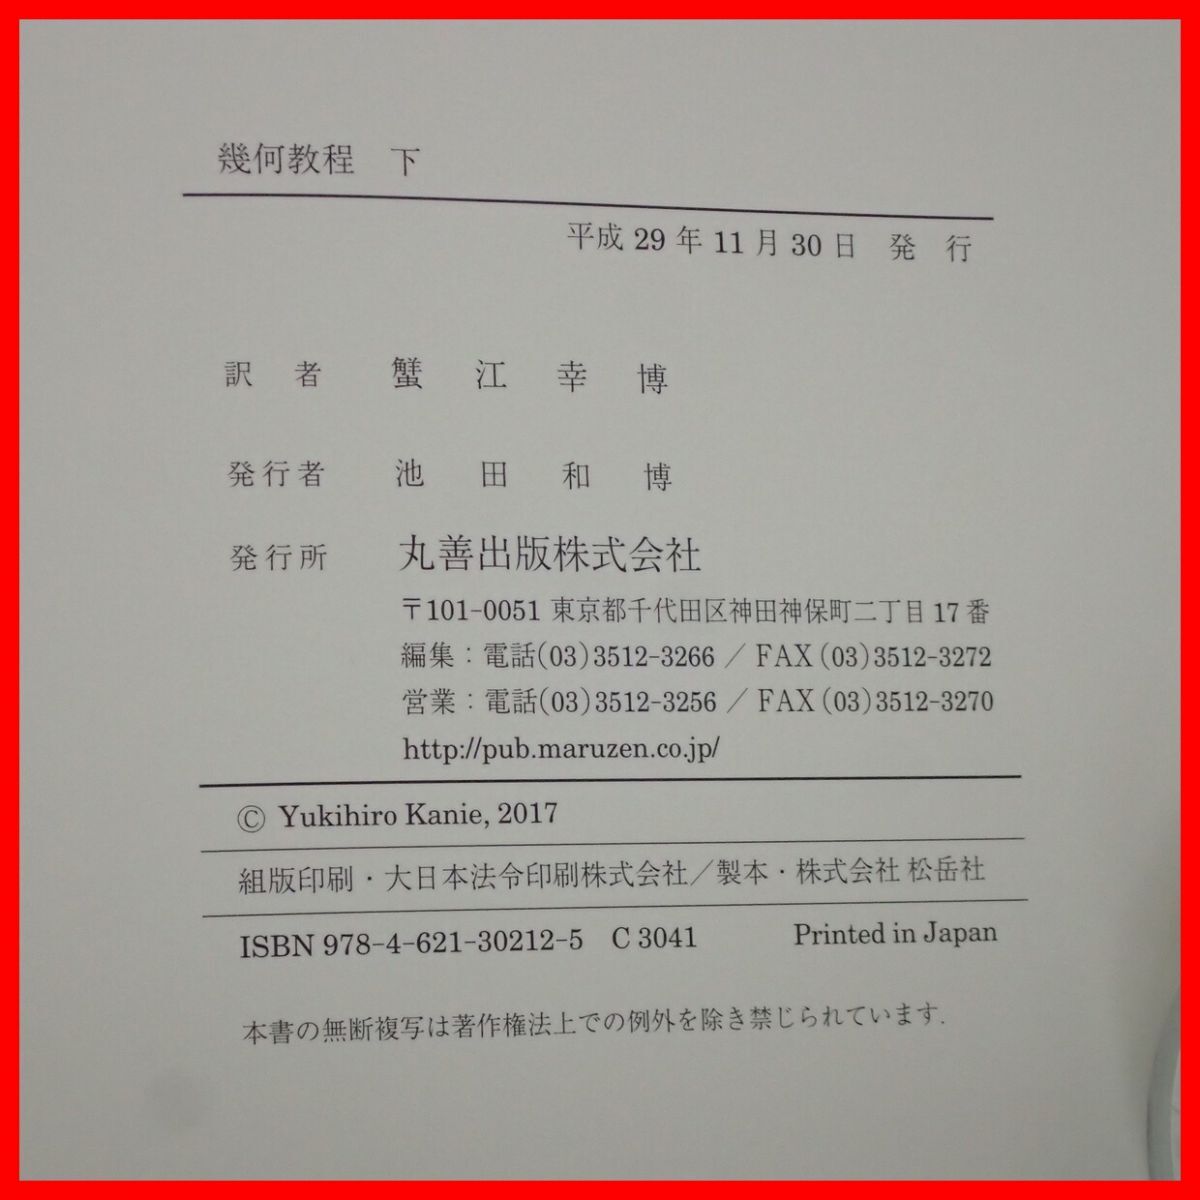 幾何教程 下
平成 29 年 11 月 30 日 発 行
訳 者 蟹 江 幸 博
発行者 池 田 和 博
発行所 丸善出版株式会社
〒101-0051 東京都千代田区神田神保町二丁目 17 番
編集：電話(03)3512-3266 ／ FAX (03)3512-3272
営業：電話(03)3512-3256 ／ FAX (03)3512-3270
http://pub.maruzen.co.jp/
© Yukihiro Kanie, 2017
組版印刷・大日本法令印刷株式会社／製本・株式会社 松岳社
ISBN 978-4-621-30212-5 C 3041 Printed in Japan
本書の無断複写は著作権法上での例外を除き禁じられています.